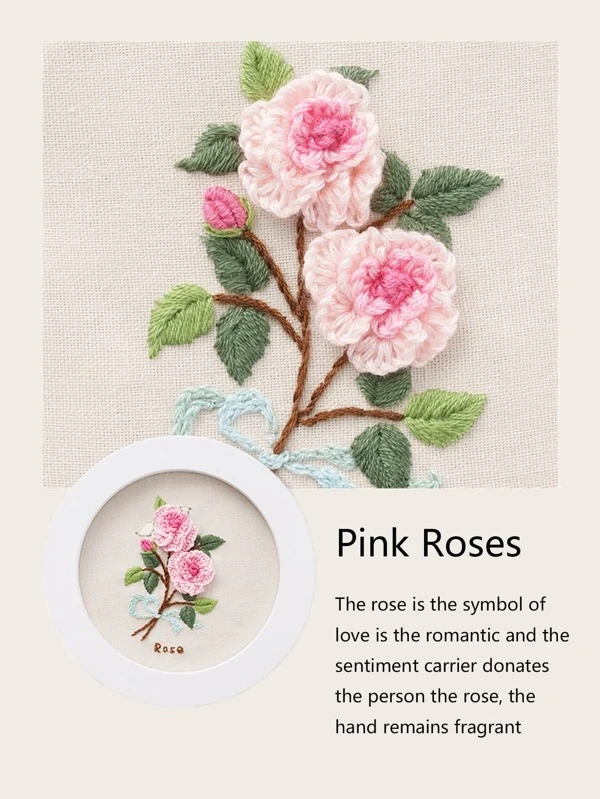 Pink Roses
The rose is the symbol of
love is the romantic and the
sentiment carrier donates
the person the rose, the
hand remains fragrant
Rose